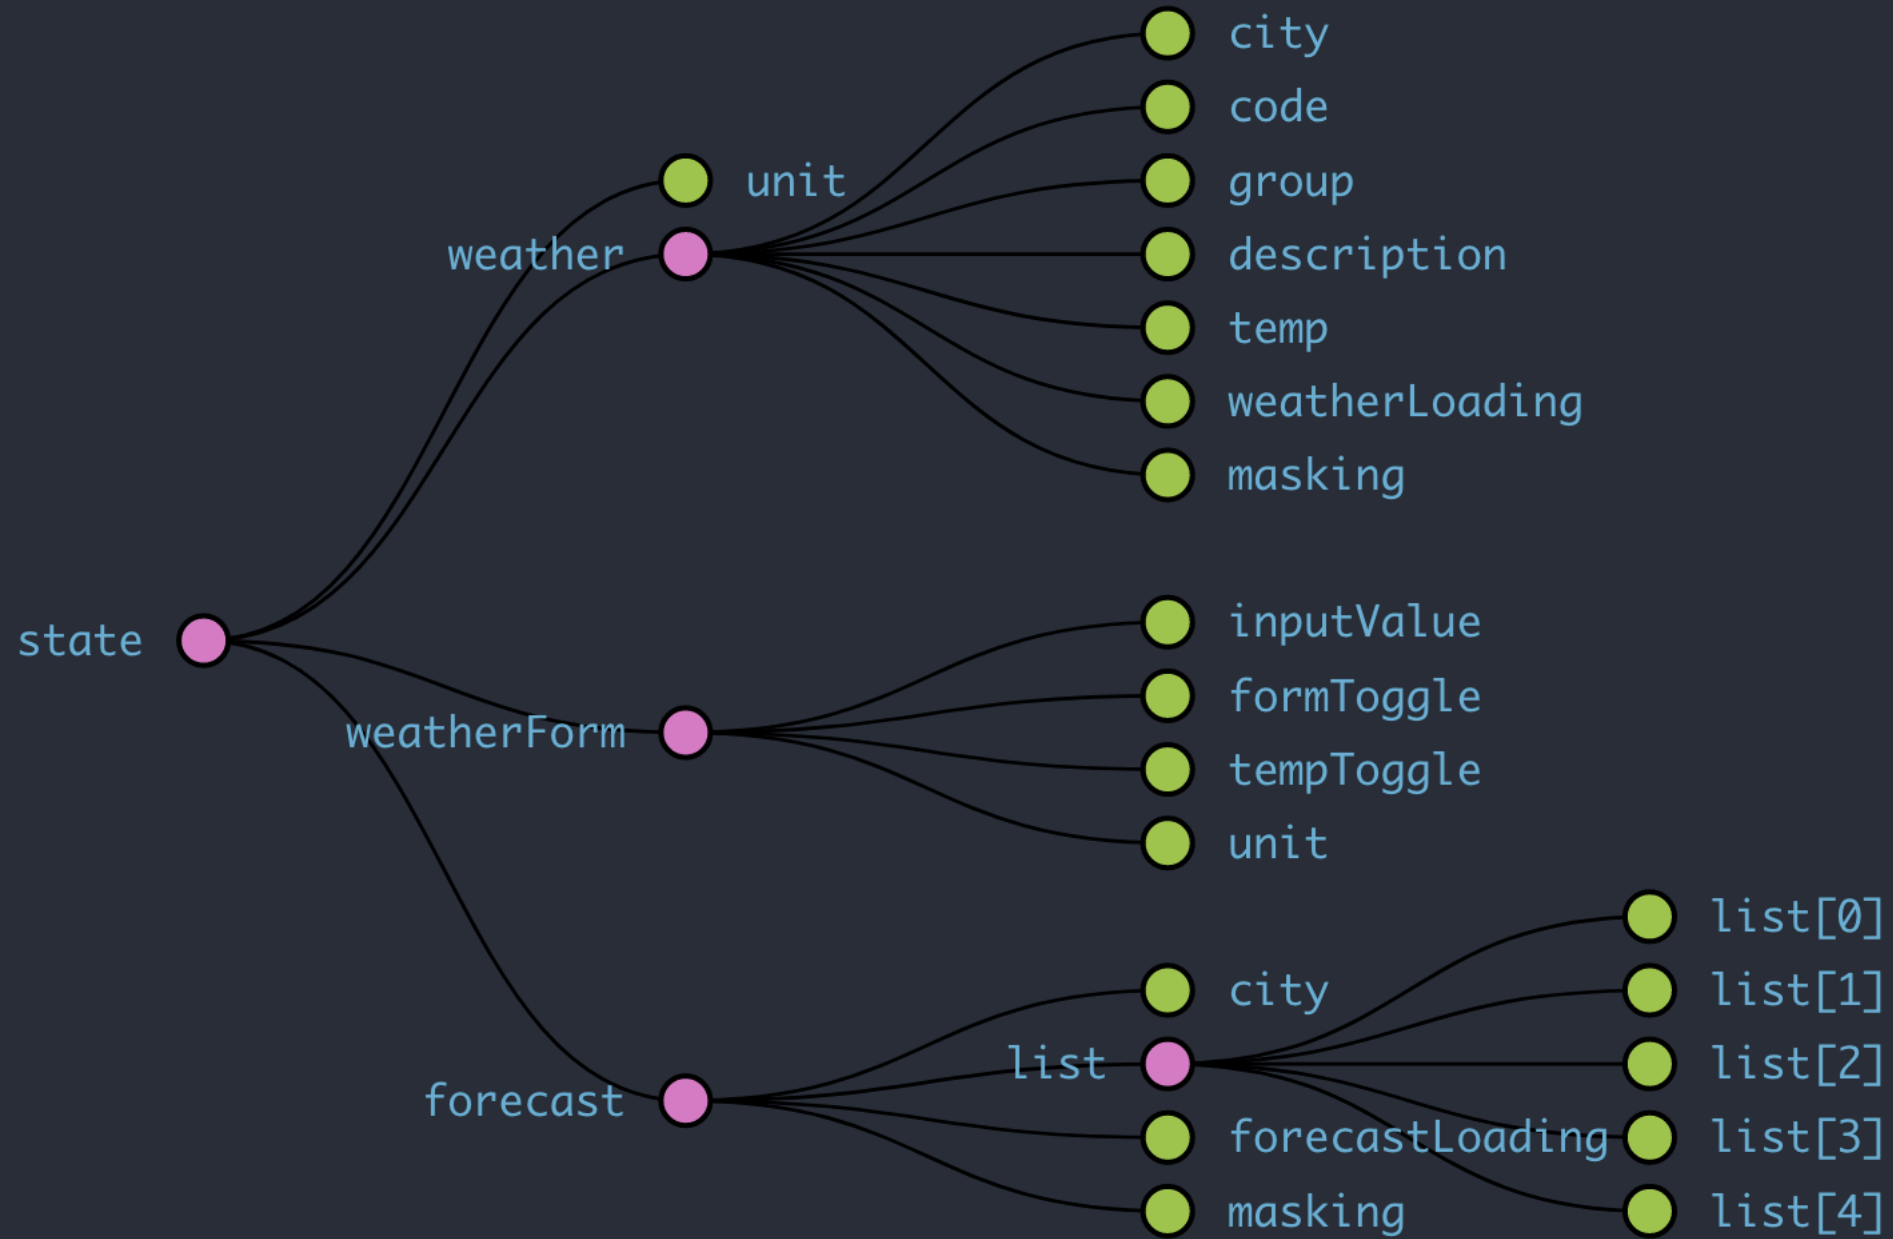 city
code
unit
group
weather
description
temp
weatherLoading
masking
inputValue
state
formToggle
weatherForm
tempToggle
unit
list[0]
city
list[1]
list
list[2]
forecast
forecastLoading
list[3]
masking
list[4]